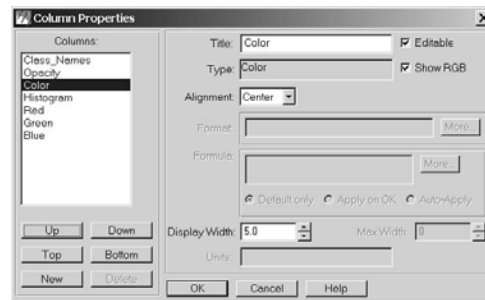 Column Properties
Columns:
Class_Names
Opacity
Color
Histogram
Red
Green
Blue
Up Down
Top Bottom
New Delete
Title: Color Editable
Type: Color Show RGB
Alignment: Center
Format: More...
Formula: More...
Default only Apply on OK Auto-Apply
Display Width: 5.0 Max Width: 0
Units:
OK Cancel Help